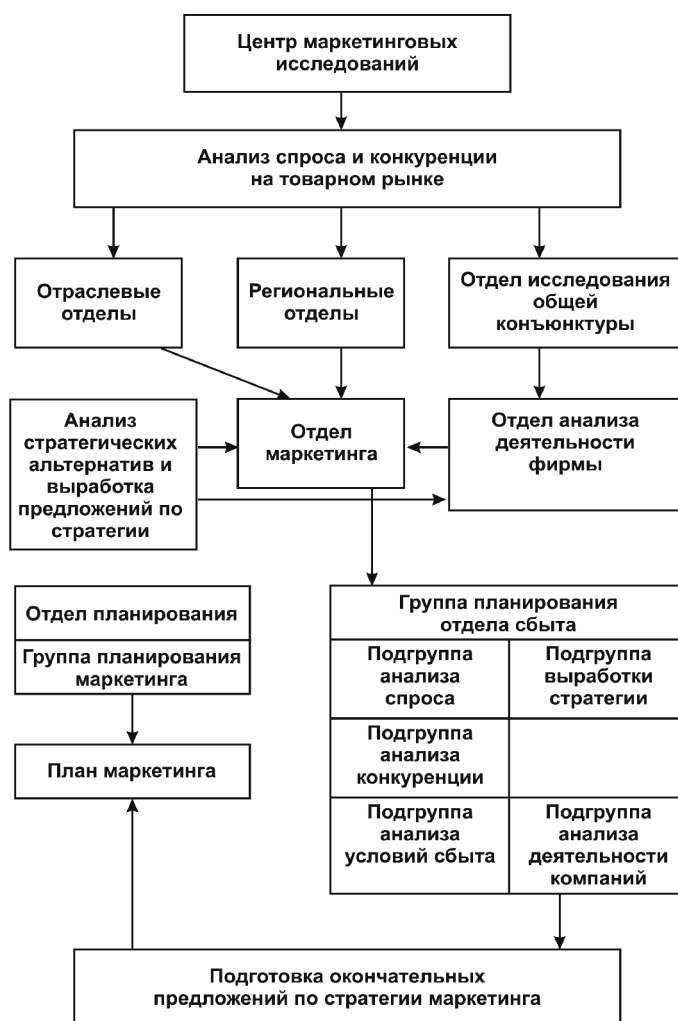 Центр маркетинговых
исследований
Анализ спроса и конкуренции
на товарном рынке
Отраслевые
отделы
Региональные
отделы
Отдел исследования
общей
конъюнктуры
Анализ
стратегических
альтернатив и
выработка
предложений по
стратегии
Отдел
маркетинга
Отдел анализа
деятельности
фирмы
Отдел планирования
Группа планирования
маркетинга
План маркетинга
Группа планирования
отдела сбыта
Подгруппа
анализа
спроса
Подгруппа
выработки
стратегии
Подгруппа
анализа
конкуренции
Подгруппа
анализа
условий сбыта
Подгруппа
анализа
деятельности
компаний
Подготовка окончательных
предложений по стратегии маркетинга